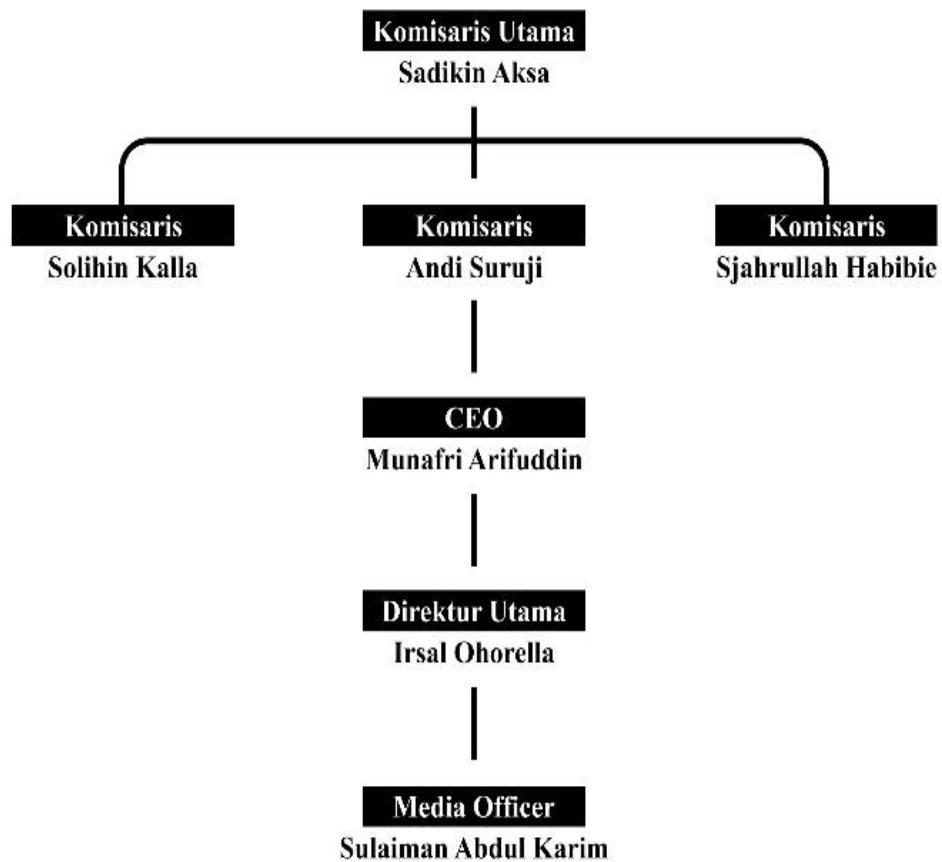 Komisaris Utama
Sadikin Aksa
Komisaris
Solihin Kalla
Komisaris
Andi Suruji
Komisaris
Sjahrullah Habibie
CEO
Munafri Arifuddin
Direktur Utama
Irsal Ohorella
Media Officer
Sulaiman Abdul Karim